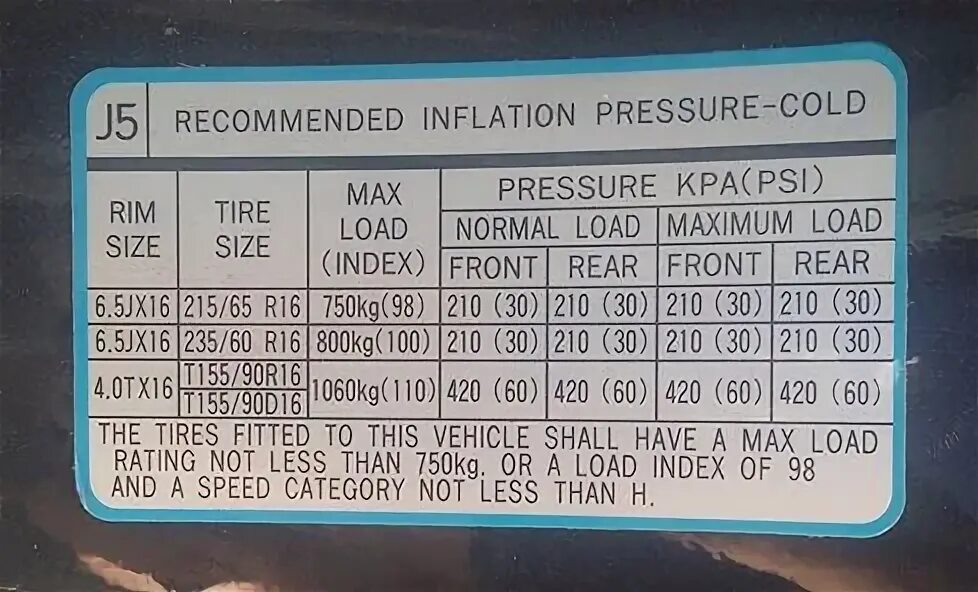 J5 RECOMMENDED INFLATION PRESSURE-COLD
RIM SIZE TIRE SIZE MAX LOAD (INDEX) PRESSURE KPA(PSI)
NORMAL LOAD MAXIMUM LOAD
FRONT REAR FRONT REAR
6.5JX16 215/65 R16 750kg(98) 210 (30) 210 (30) 210 (30) 210 (30)
6.5JX16 235/60 R16 800kg(100) 210 (30) 210 (30) 210 (30) 210 (30)
4.0TX16 T155/90R16 1060kg(110) 420 (60) 420 (60) 420 (60) 420 (60)
T155/90D16
THE TIRES FITTED TO THIS VEHICLE SHALL HAVE A MAX LOAD
RATING NOT LESS THAN 750kg. OR A LOAD INDEX OF 98
AND A SPEED CATEGORY NOT LESS THAN H.